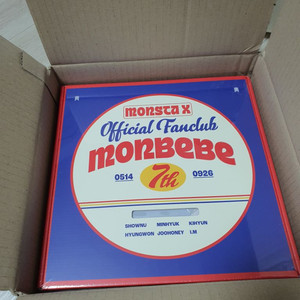 MONSTA X
Official Fanclub
MONBEBE
0514 7th 0926
SHOWNU MINHYUK KIHYUN
HYUNGWON JOOHONEY I.M